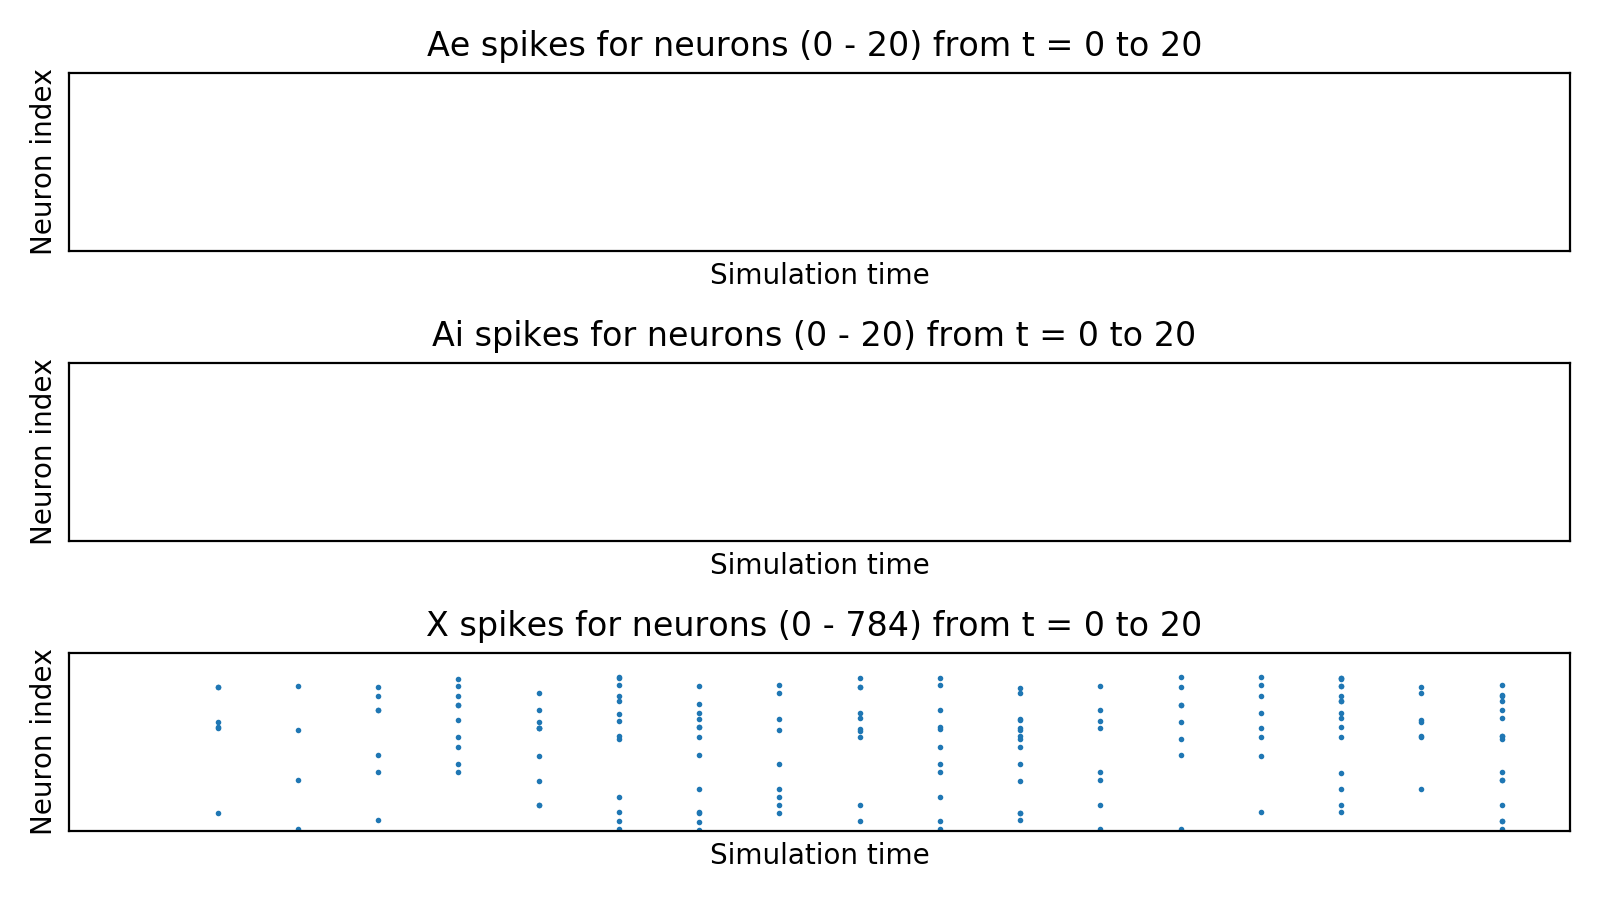 Ae spikes for neurons (0 - 20) from t = 0 to 20
Neuron index
Simulation time
Ai spikes for neurons (0 - 20) from t = 0 to 20
Neuron index
Simulation time
X spikes for neurons (0 - 784) from t = 0 to 20
Neuron index
Simulation time